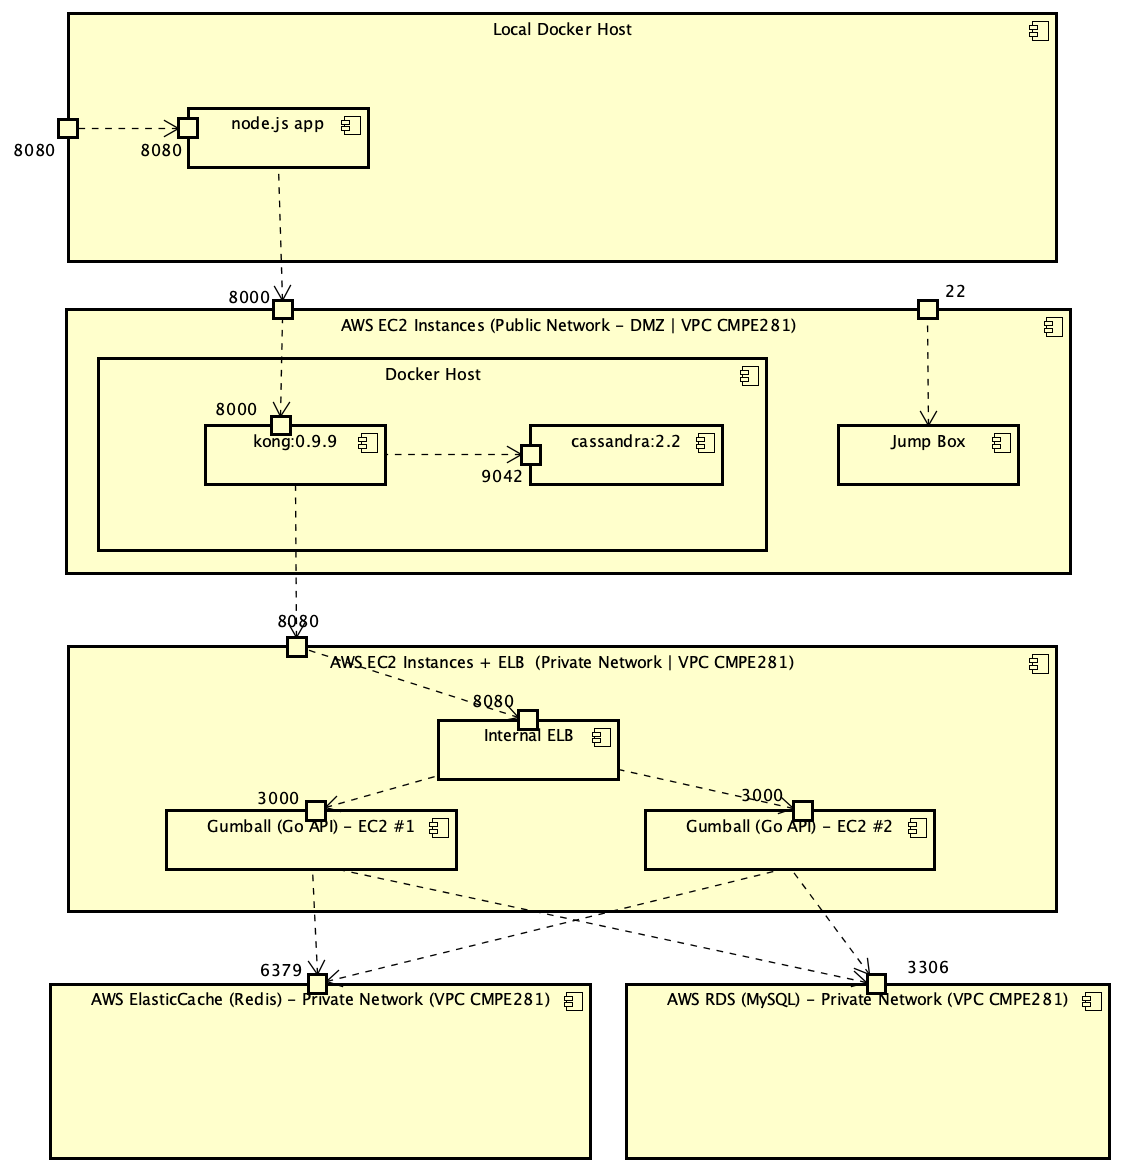 Local Docker Host
node.js app
8080
8080
8000
22
AWS EC2 Instances (Public Network – DMZ | VPC CMPE281)
Docker Host
8000
kong:0.9.9
cassandra:2.2
Jump Box
9042
8080
AWS EC2 Instances + ELB  (Private Network | VPC CMPE281)
8080
Internal ELB
3000
3000
Gumball (Go API) – EC2 #1
Gumball (Go API) – EC2 #2
6379
3306
AWS ElasticCache (Redis) – Private Network (VPC CMPE281)
AWS RDS (MySQL) – Private Network (VPC CMPE281)